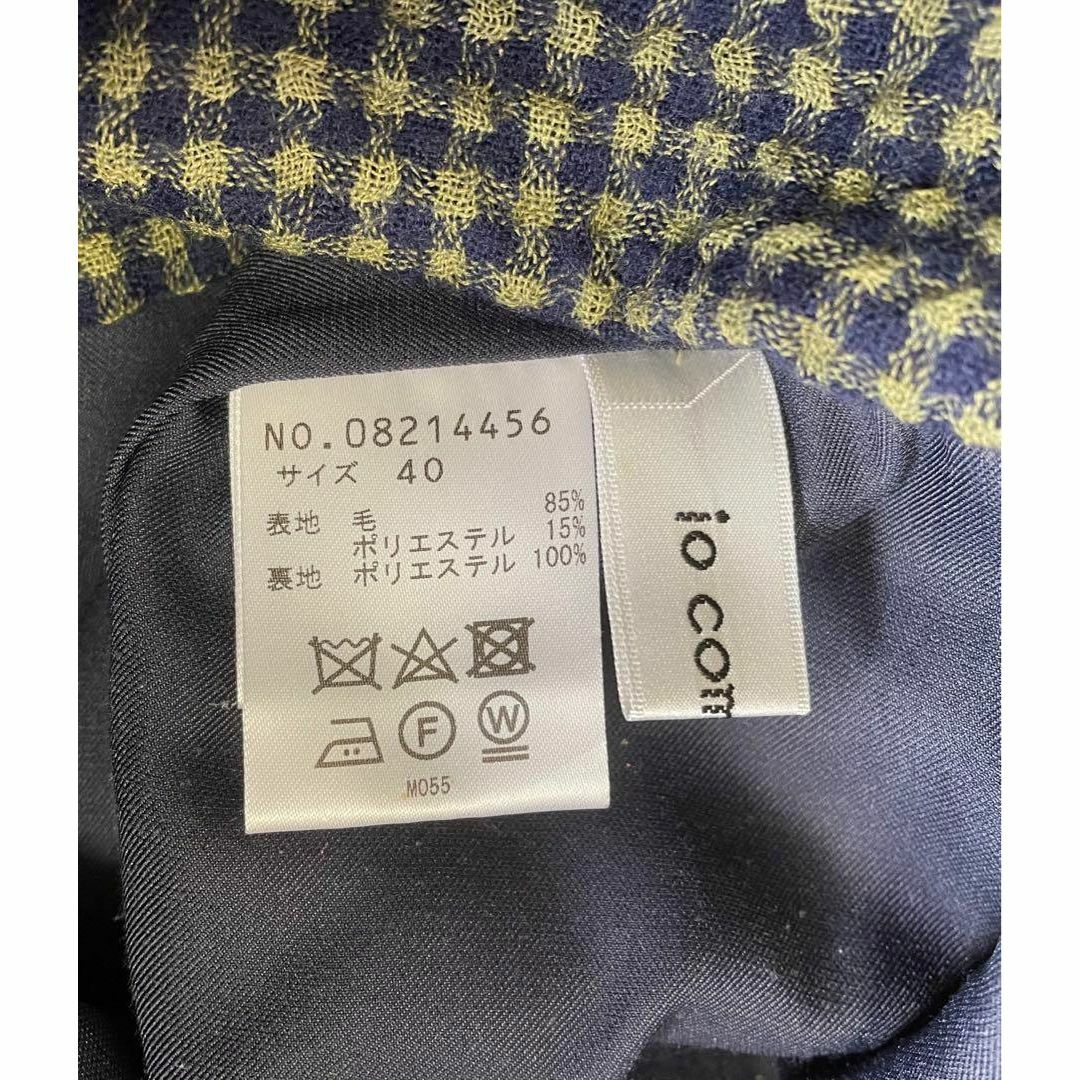 NO.08214456
サイズ 40
表地 毛 85%
ポリエステル 15%
裏地 ポリエステル 100%
F
W
M055
io com